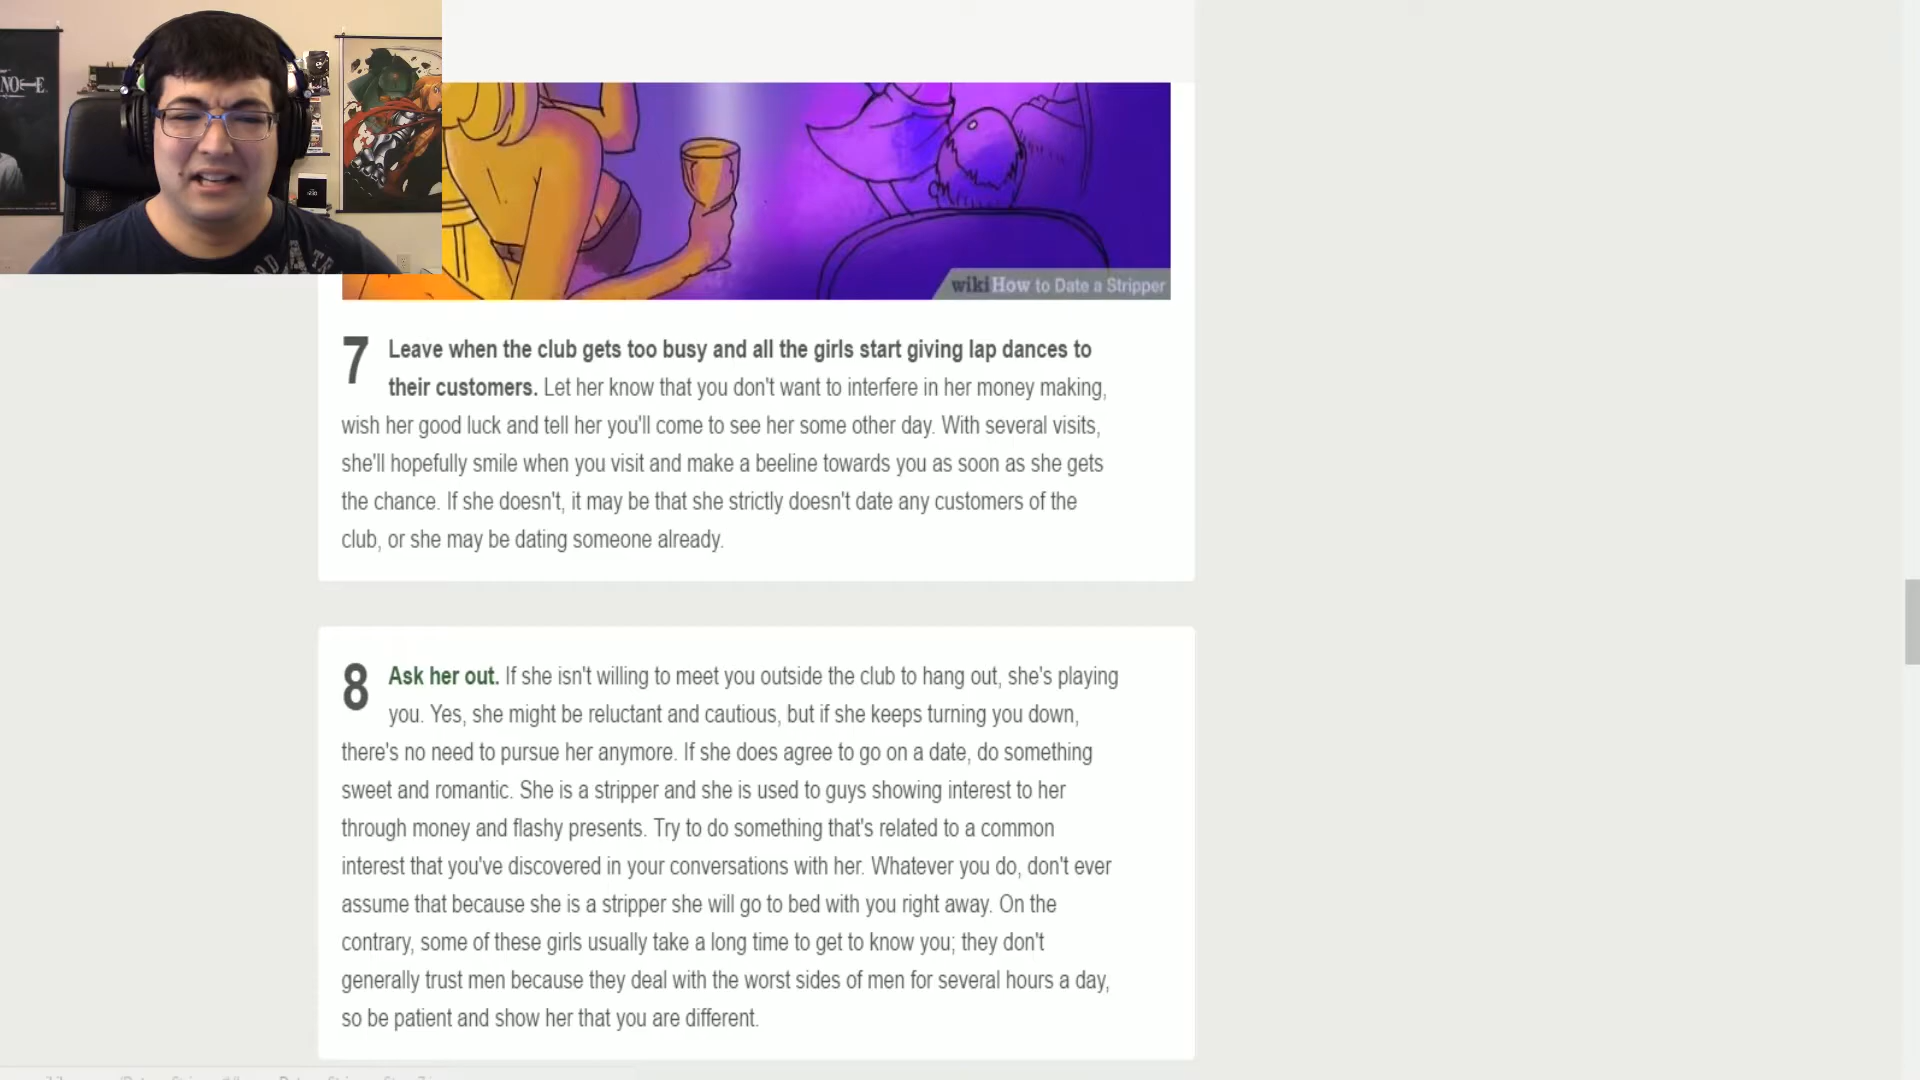 NOTE
wikiHow to Date a Stripper
7 Leave when the club gets too busy and all the girls start giving lap dances to
their customers. Let her know that you don't want to interfere in her money making,
wish her good luck and tell her you'll come to see her some other day. With several visits,
she'll hopefully smile when you visit and make a beeline towards you as soon as she gets
the chance. If she doesn't, it may be that she strictly doesn't date any customers of the
club, or she may be dating someone already.
8 Ask her out. If she isn't willing to meet you outside the club to hang out, she's playing
you. Yes, she might be reluctant and cautious, but if she keeps turning you down,
there's no need to pursue her anymore. If she does agree to go on a date, do something
sweet and romantic. She is a stripper and she is used to guys showing interest to her
through money and flashy presents. Try to do something that's related to a common
interest that you've discovered in your conversations with her. Whatever you do, don't ever
assume that because she is a stripper she will go to bed with you right away. On the
contrary, some of these girls usually take a long time to get to know you; they don't
generally trust men because they deal with the worst sides of men for several hours a day,
so be patient and show her that you are different.